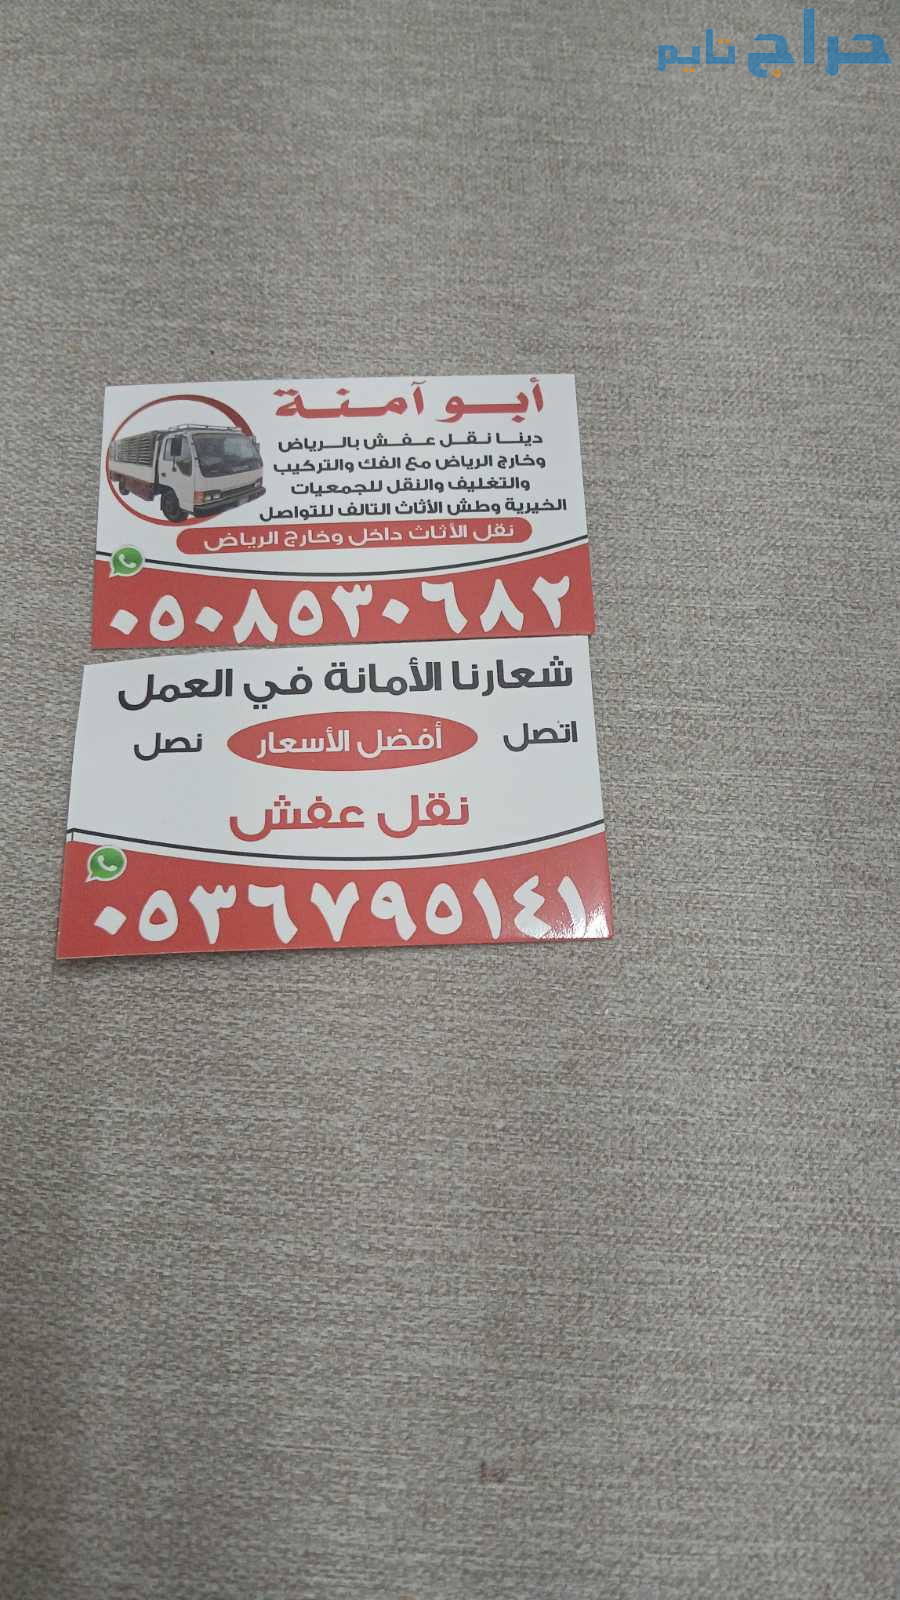 حراج تايم
أبو آمنة
دينا نقل عفش بالرياض
وخارج الرياض مع الفك والتركيب
والتغليف والنقل للجمعيات
الخيرية وطش الأثاث التالف للتواصل
نقل الأثاث داخل وخارج الرياض
٠٥٠٨٥٣٠٦٨٢
شعارنا الأمانة في العمل
اتصل أفضل الأسعار نصل
نقل عفش
٠٥٣٦٧٩٥١٤١